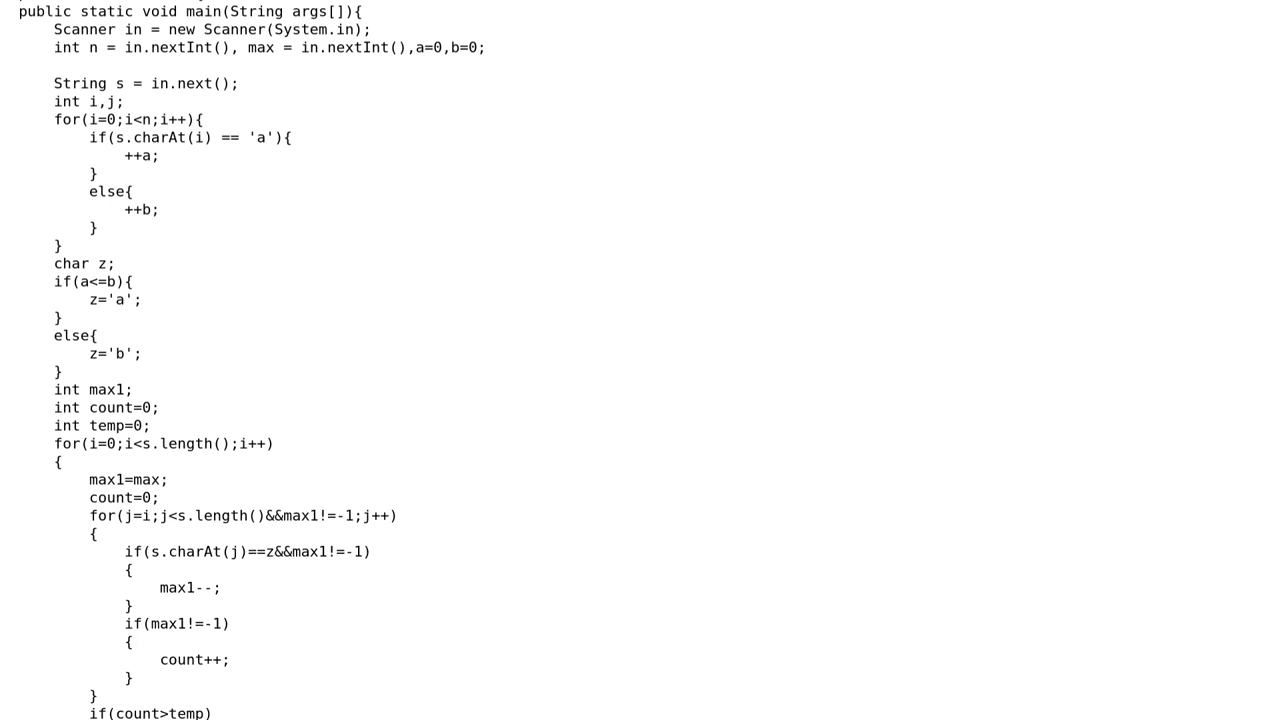 public static void main(String args[]){
    Scanner in = new Scanner(System.in);
    int n = in.nextInt(), max = in.nextInt(),a=0,b=0;

    String s = in.next();
    int i,j;
    for(i=0;i<n;i++){
        if(s.charAt(i) == 'a'){
            ++a;
        }
        else{
            ++b;
        }
    }
    char z;
    if(a<=b){
        z='a';
    }
    else{
        z='b';
    }
    int max1;
    int count=0;
    int temp=0;
    for(i=0;i<s.length();i++)
    {
        max1=max;
        count=0;
        for(j=i;j<s.length()&&max1!=-1;j++)
        {
            if(s.charAt(j)==z&&max1!=-1)
            {
                max1--;
            }
            if(max1!=-1)
            {
                count++;
            }
        }
        if(count>temp)